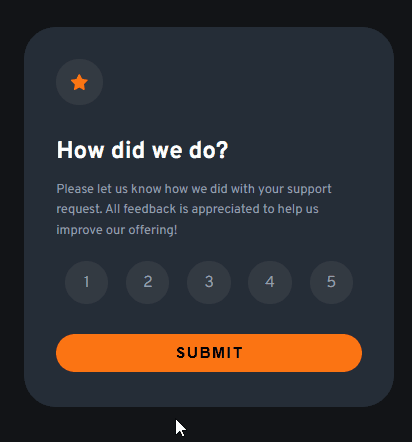 How did we do?
Please let us know how we did with your support
request. All feedback is appreciated to help us
improve our offering!
1 2 3 4 5
SUBMIT